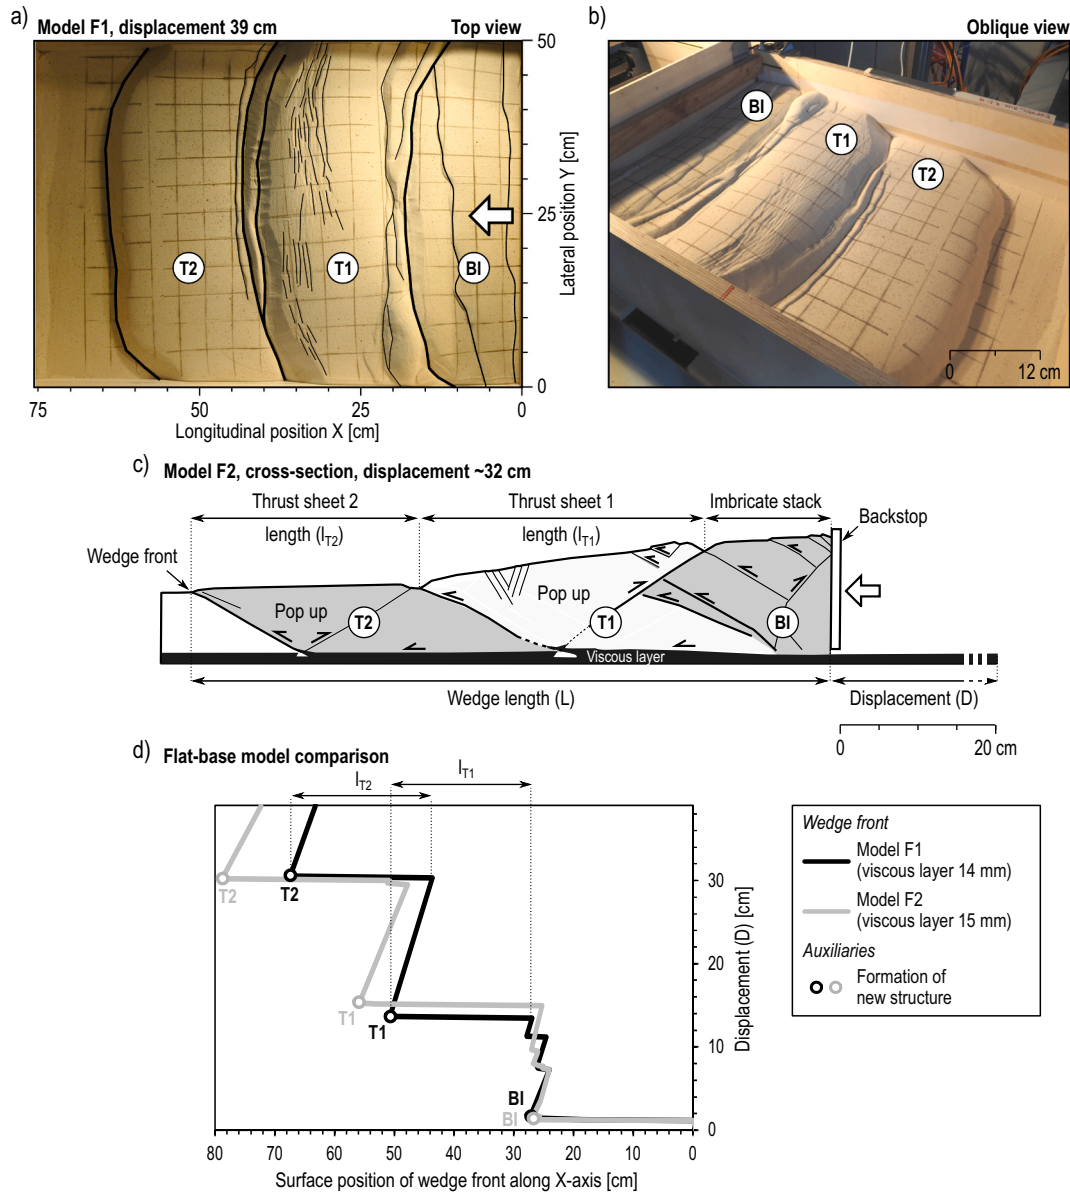 a)
Model F1, displacement 39 cm
Top view
T2
T1
BI
50
25
0
Lateral position Y [cm]
75
50
25
0
Longitudinal position X [cm]
b)
Oblique view
BI
T1
T2
0
12 cm
c)
Model F2, cross-section, displacement ~32 cm
Thrust sheet 2
length (lT2)
Thrust sheet 1
length (lT1)
Imbricate stack
Backstop
Wedge front
Pop up
T2
Pop up
T1
BI
Viscous layer
Wedge length (L)
Displacement (D)
0
20 cm
d)
Flat-base model comparison
lT2
lT1
T2
T2
T1
T1
BI
BI
30
20
10
0
Displacement (D) [cm]
80
70
60
50
40
30
20
10
0
Surface position of wedge front along X-axis [cm]
Wedge front
Model F1
(viscous layer 14 mm)
Model F2
(viscous layer 15 mm)
Auxiliaries
Formation of
new structure